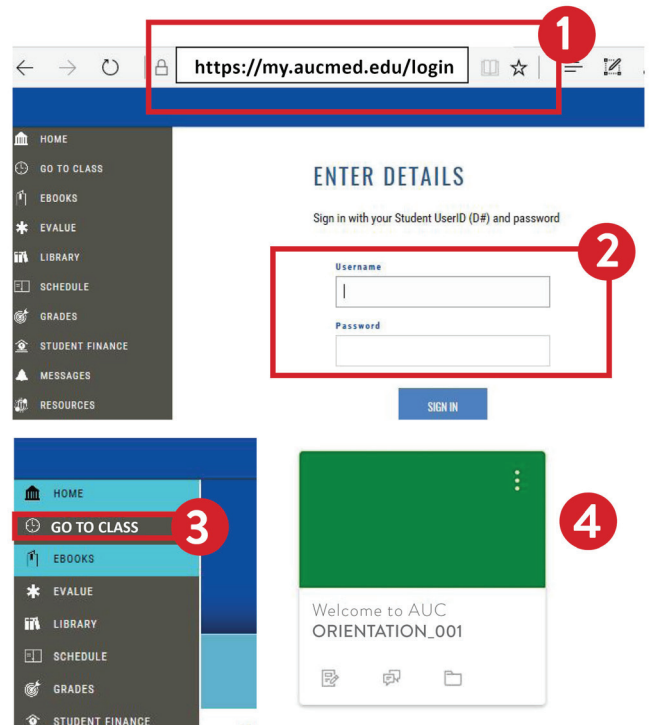 1
https://my.aucmed.edu/login
HOME
GO TO CLASS
EBOOKS
EVALUE
LIBRARY
SCHEDULE
GRADES
STUDENT FINANCE
MESSAGES
RESOURCES
ENTER DETAILS
Sign in with your Student UserID (D#) and password
2
Username
Password
SIGN IN
HOME
GO TO CLASS
3
EBOOKS
EVALUE
LIBRARY
SCHEDULE
GRADES
STUDENT FINANCE
4
Welcome to AUC
ORIENTATION_001